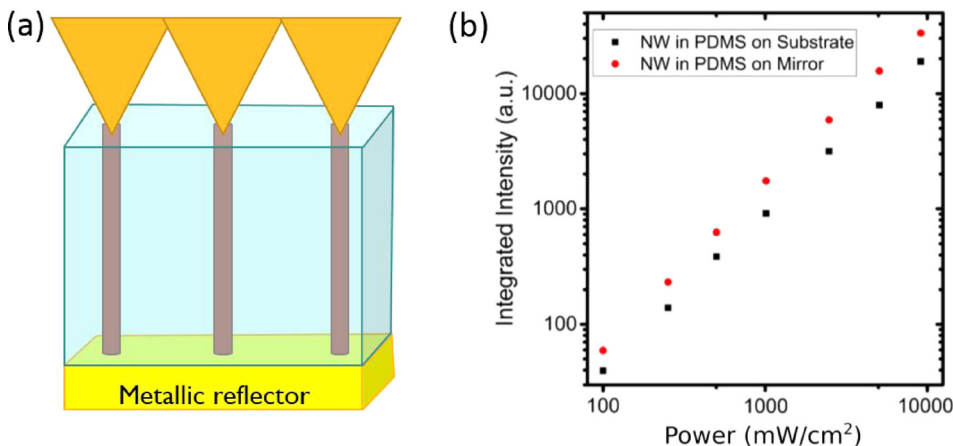 (a)
Metallic reflector
(b)
NW in PDMS on Substrate
NW in PDMS on Mirror
Integrated Intensity (a.u.)
10000
1000
100
100 1000 10000
Power (mW/cm²)